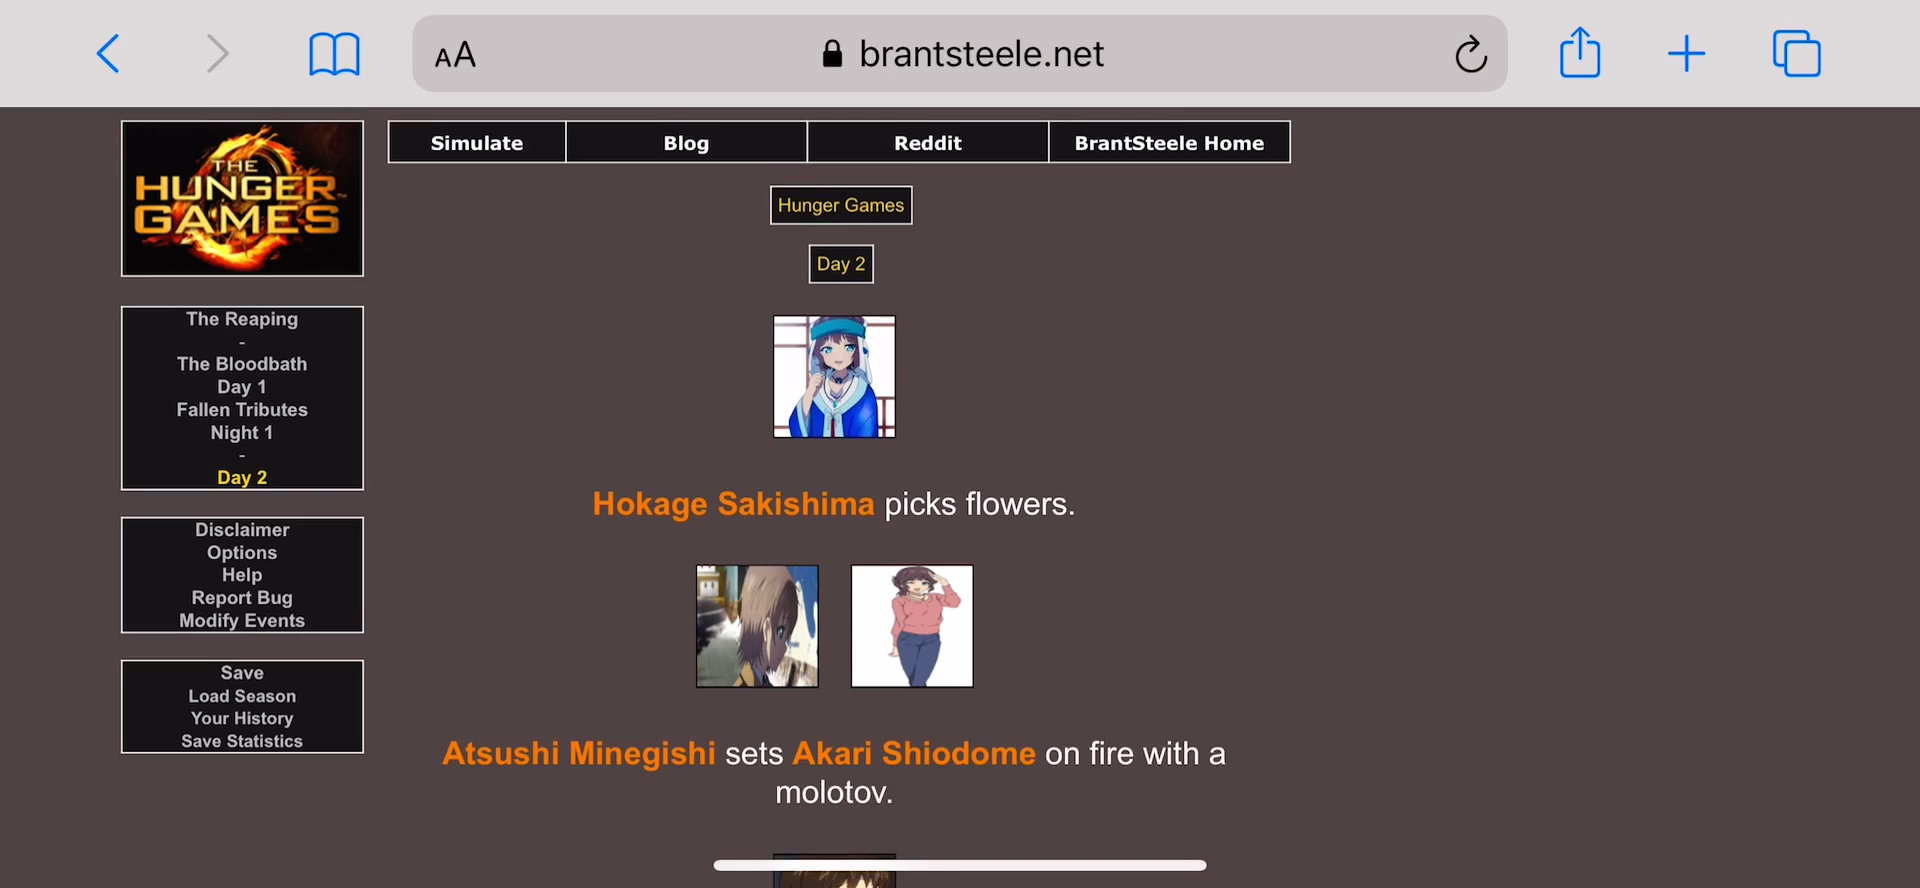 AA brantsteele.net
THE
HUNGER
GAMES
Simulate Blog Reddit BrantSteele Home
Hunger Games
Day 2
The Reaping
-
The Bloodbath
Day 1
Fallen Tributes
Night 1
-
Day 2
Disclaimer
Options
Help
Report Bug
Modify Events
Save
Load Season
Your History
Save Statistics
Hokage Sakishima picks flowers.
Atsushi Minegishi sets Akari Shiodome on fire with a
molotov.